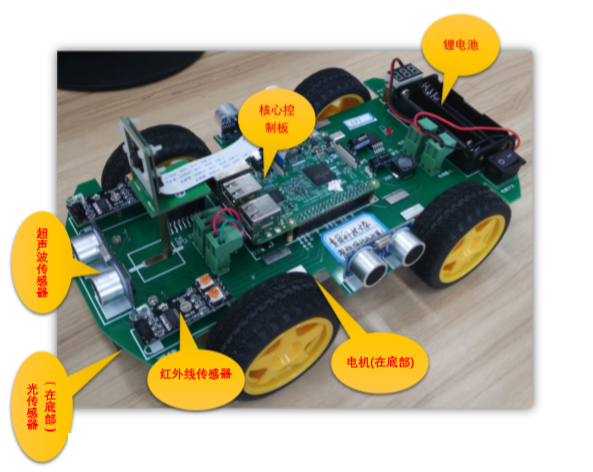 锂电池
核心控
制板
超声波传感器
红外线传感器
电机(在底部)
光传感器
(在底部)